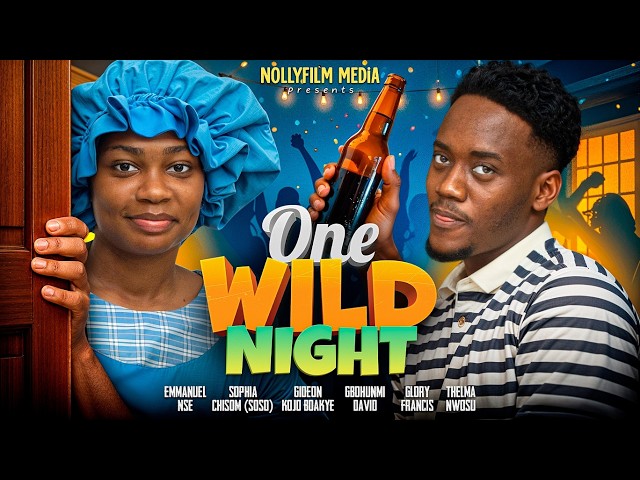 NOLLYFILM MEDIA
presents
One
WILD
NIGHT
EMMANUEL NSE
SOPHIA CHISOM (SOSO)
GIDEON KOJO BOAKYE
GBOHUNMI DAVID
GLORY FRANCIS
THELMA NWOSU